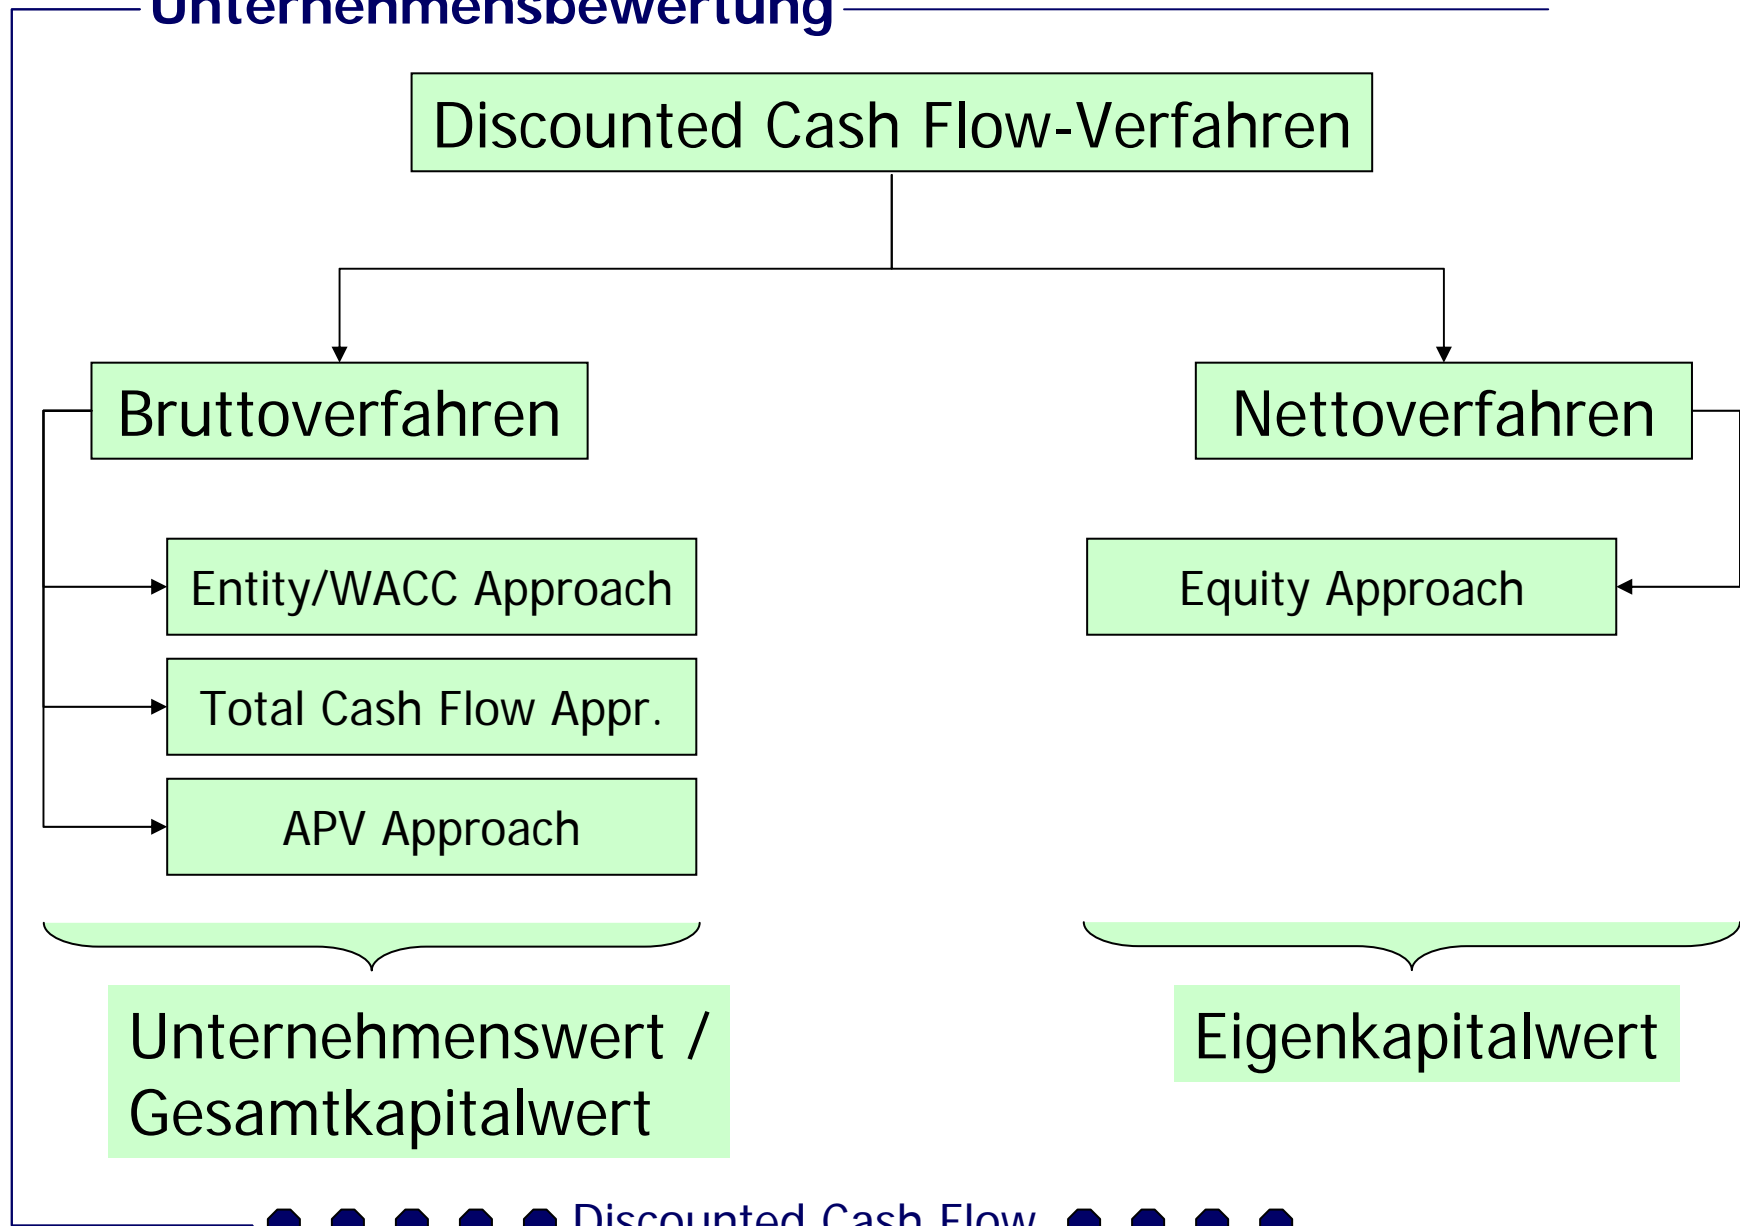 Unternehmensbewertung
Discounted Cash Flow-Verfahren
Bruttoverfahren
Nettoverfahren
Entity/WACC Approach
Equity Approach
Total Cash Flow Appr.
APV Approach
Unternehmenswert /
Gesamtkapitalwert
Eigenkapitalwert
Discounted Cash Flow